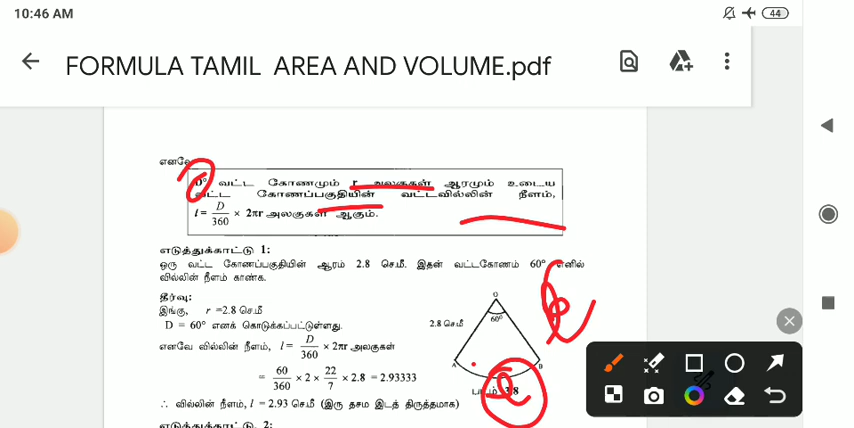 10:46 AM
44
FORMULA TAMIL AREA AND VOLUME.pdf
எனவே
D° வட்ட கோணமும் r அலகுகள் ஆரமும் உடைய
வட்ட கோணப்பகுதியின் வட்டவில்லின் நீளம்,
l = D/360 × 2πr அலகுகள் ஆகும்.
எடுத்துக்காட்டு 1:
ஒரு வட்ட கோணப்பகுதியின் ஆரம் 2.8 செ.மீ. இதன் வட்டகோணம் 60° எனில்
வில்லின் நீளம் காண்க.
தீர்வு:
இங்கு, r =2.8 செ.மீ
D = 60° எனக் கொடுக்கப்பட்டுள்ளது.
எனவே வில்லின் நீளம், l = D/360 × 2πr அலகுகள்
= 60/360 × 2 × 22/7 × 2.8 = 2.93333
∴ வில்லின் நீளம், l = 2.93 செ.மீ (இரு தசம இடத் திருத்தமாக)
O
60°
2.8 செ.மீ
A
B
3.8
எடுத்துக்காட்டு 2: